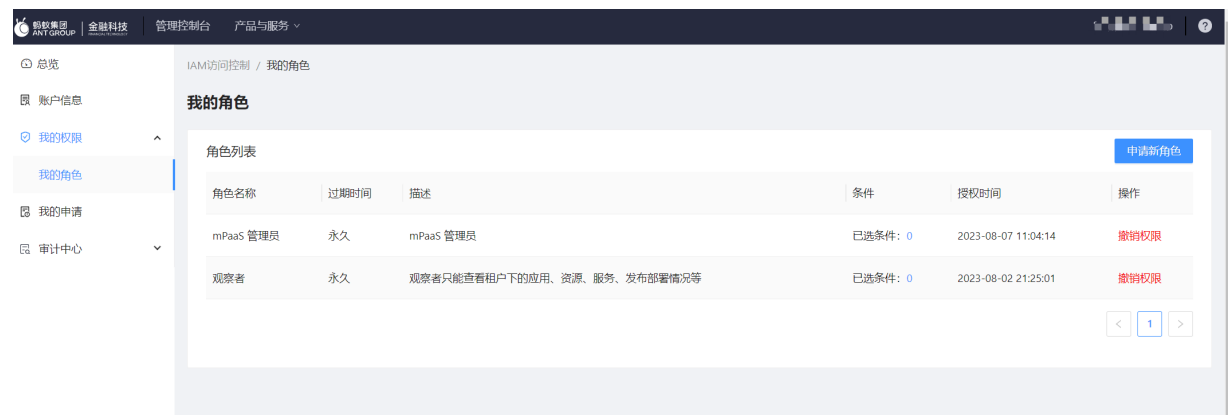 蚂蚁集团 ANT GROUP 金融科技 管理控制台 产品与服务
总览
账户信息
我的权限
我的角色
我的申请
审计中心
IAM访问控制 / 我的角色
我的角色
角色列表 申请新角色
角色名称 过期时间 描述 条件 授权时间 操作
mPaaS 管理员 永久 mPaaS 管理员 已选条件：0 2023-08-07 11:04:14 撤销权限
观察者 永久 观察者只能查看租户下的应用、资源、服务、发布部署情况等 已选条件：0 2023-08-02 21:25:01 撤销权限
< 1 >